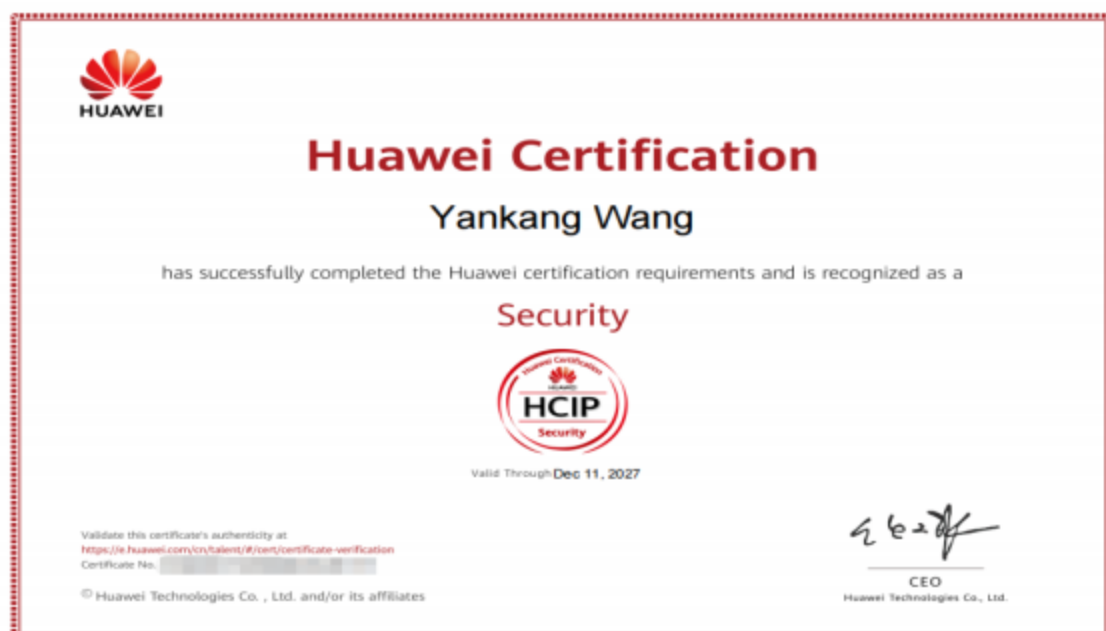 HUAWEI
Huawei Certification
Yankang Wang
has successfully completed the Huawei certification requirements and is recognized as a
Security
Huawei Certification
HUAWEI
HCIP
Security
Valid Through Dec 11, 2027
Validate this certificate's authenticity at
https://e.huawei.com/cn/talent/#/cert/certificate-verification
Certificate No.
© Huawei Technologies Co. , Ltd. and/or its affiliates
CEO
Huawei Technologies Co., Ltd.